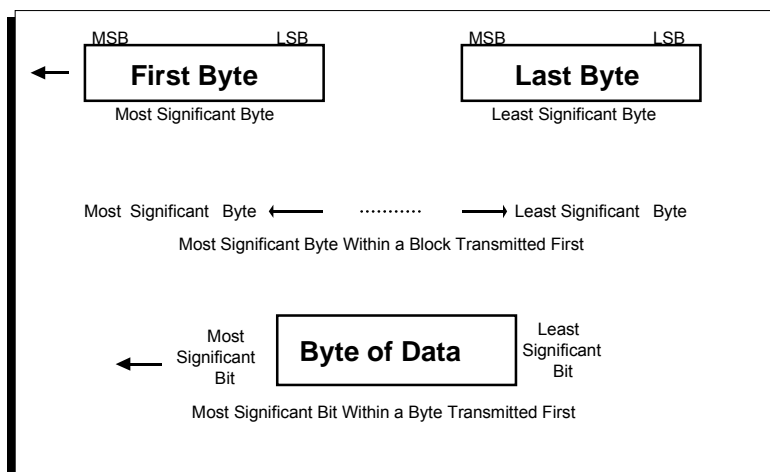 MSB LSB MSB LSB
First Byte Last Byte
Most Significant Byte Least Significant Byte
Most Significant Byte ........... Least Significant Byte
Most Significant Byte Within a Block Transmitted First
Most
Significant
Bit
Byte of Data
Least
Significant
Bit
Most Significant Bit Within a Byte Transmitted First